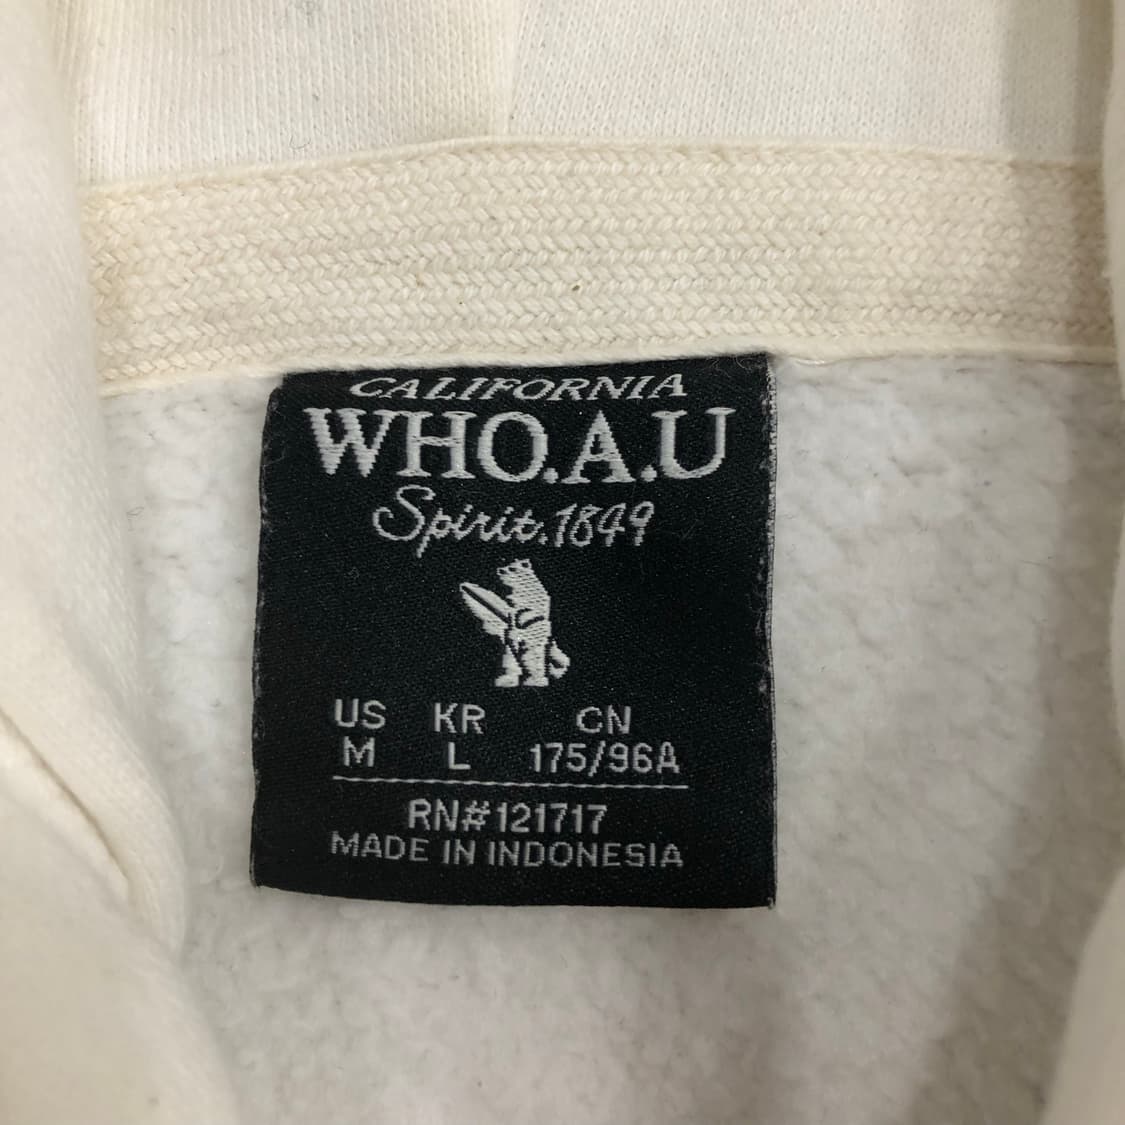 CALIFORNIA
WHO.A.U
Spirit.1849
US KR CN
M L 175/96A
RN#121717
MADE IN INDONESIA